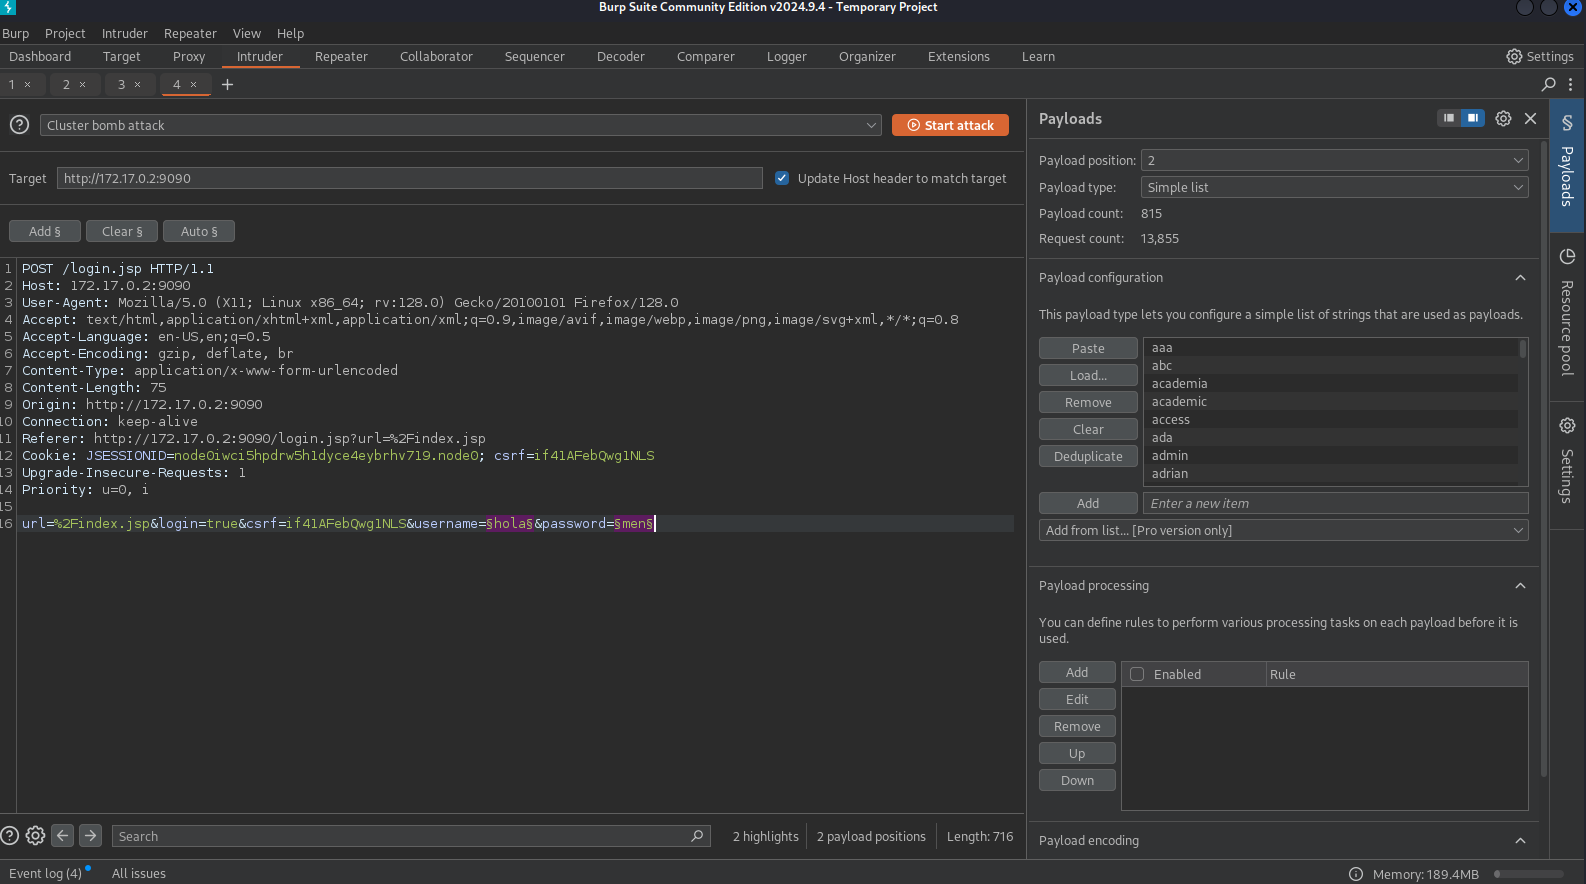 Burp Suite Community Edition v2024.9.4 - Temporary Project
Burp Project Intruder Repeater View Help
Dashboard Target Proxy Intruder Repeater Collaborator Sequencer Decoder Comparer Logger Organizer Extensions Learn Settings
1 × 2 × 3 × 4 × +
Cluster bomb attack Start attack
Target http://172.17.0.2:9090 Update Host header to match target
Add § Clear § Auto §
1 POST /login.jsp HTTP/1.1
2 Host: 172.17.0.2:9090
3 User-Agent: Mozilla/5.0 (X11; Linux x86_64; rv:128.0) Gecko/20100101 Firefox/128.0
4 Accept: text/html,application/xhtml+xml,application/xml;q=0.9,image/avif,image/webp,image/png,image/svg+xml,*/*;q=0.8
5 Accept-Language: en-US,en;q=0.5
6 Accept-Encoding: gzip, deflate, br
7 Content-Type: application/x-www-form-urlencoded
8 Content-Length: 75
9 Origin: http://172.17.0.2:9090
10 Connection: keep-alive
11 Referer: http://172.17.0.2:9090/login.jsp?url=%2Findex.jsp
12 Cookie: JSESSIONID=node0iwci5hpdrw5h1dyce4eybrhv719.node0; csrf=if41AFebQwg1NLS
13 Upgrade-Insecure-Requests: 1
14 Priority: u=0, i
15
16 url=%2Findex.jsp&login=true&csrf=if41AFebQwg1NLS&username=§hola§&password=§men§
Search 2 highlights 2 payload positions Length: 716
Payloads
Payload position: 2
Payload type: Simple list
Payload count: 815
Request count: 13,855
Payload configuration
This payload type lets you configure a simple list of strings that are used as payloads.
Paste
Load...
Remove
Clear
Deduplicate
aaa
abc
academia
academic
access
ada
admin
adrian
Add Enter a new item
Add from list... [Pro version only]
Payload processing
You can define rules to perform various processing tasks on each payload before it is
used.
Add
Edit
Remove
Up
Down
Enabled Rule
Payload encoding
§ Payloads
Resource pool
Settings
Event log (4) All issues Memory: 189.4MB